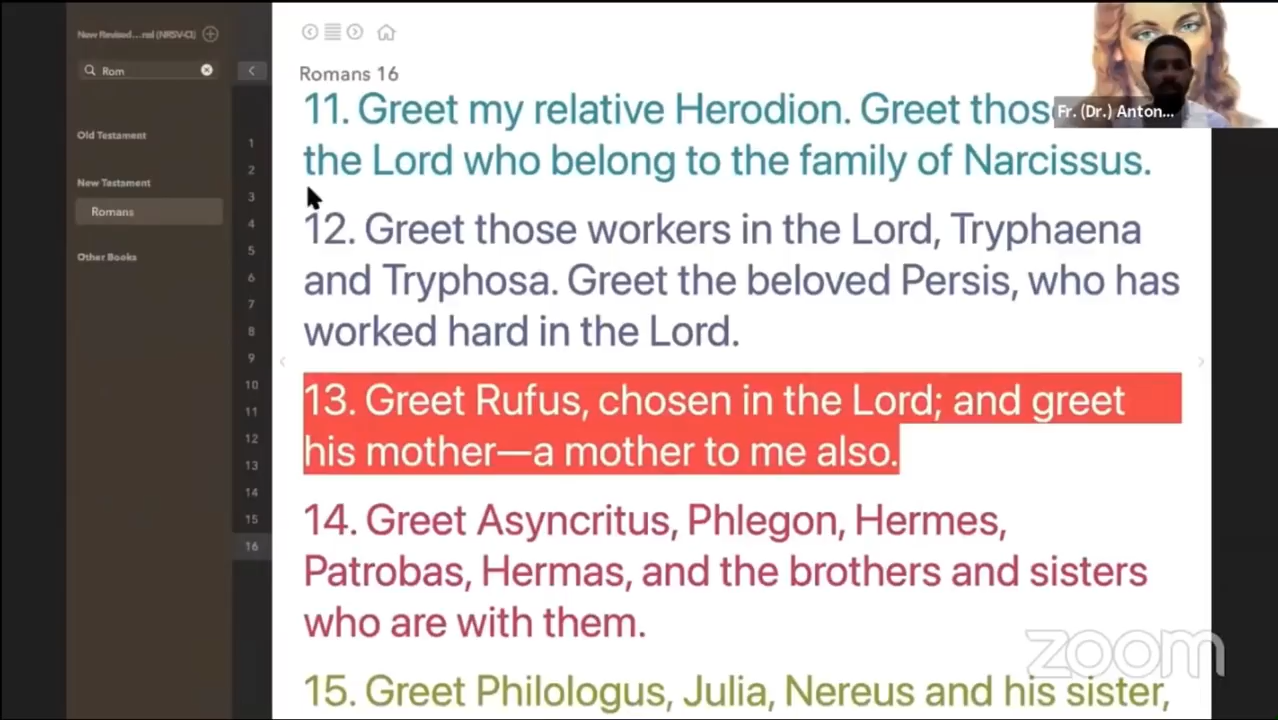 New Revised...nal (NRSV-CI)
Rom
Old Testament
New Testament
Romans
Other Books
1
2
3
4
5
6
7
8
9
10
11
12
13
14
15
16
Romans 16
11. Greet my relative Herodion. Greet thos
the Lord who belong to the family of Narcissus.
12. Greet those workers in the Lord, Tryphaena
and Tryphosa. Greet the beloved Persis, who has
worked hard in the Lord.
13. Greet Rufus, chosen in the Lord; and greet
his mother—a mother to me also.
14. Greet Asyncritus, Phlegon, Hermes,
Patrobas, Hermas, and the brothers and sisters
who are with them.
15. Greet Philologus, Julia, Nereus and his sister,
Fr. (Dr.) Anton...
zoom